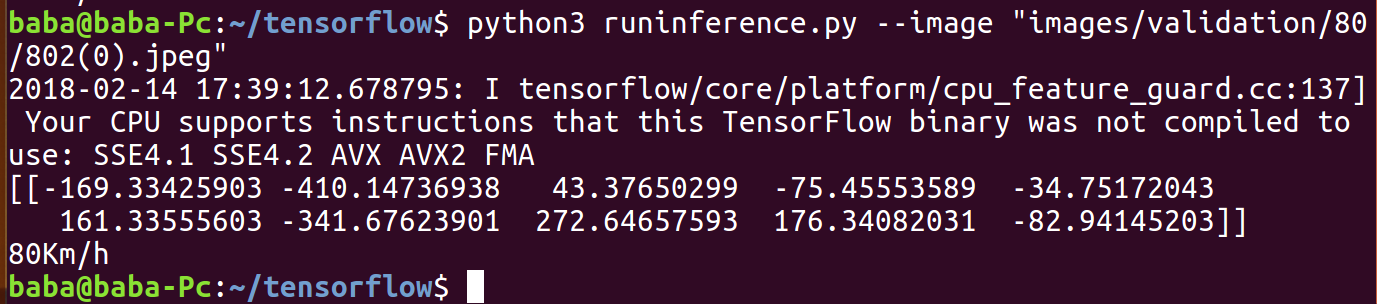 baba@baba-Pc:~/tensorflow$ python3 runinference.py --image "images/validation/80
/802(0).jpeg"
2018-02-14 17:39:12.678795: I tensorflow/core/platform/cpu_feature_guard.cc:137]
 Your CPU supports instructions that this TensorFlow binary was not compiled to
use: SSE4.1 SSE4.2 AVX AVX2 FMA
[[-169.33425903 -410.14736938   43.37650299  -75.45553589  -34.75172043
   161.33555603 -341.67623901  272.64657593  176.34082031  -82.94145203]]
80Km/h
baba@baba-Pc:~/tensorflow$